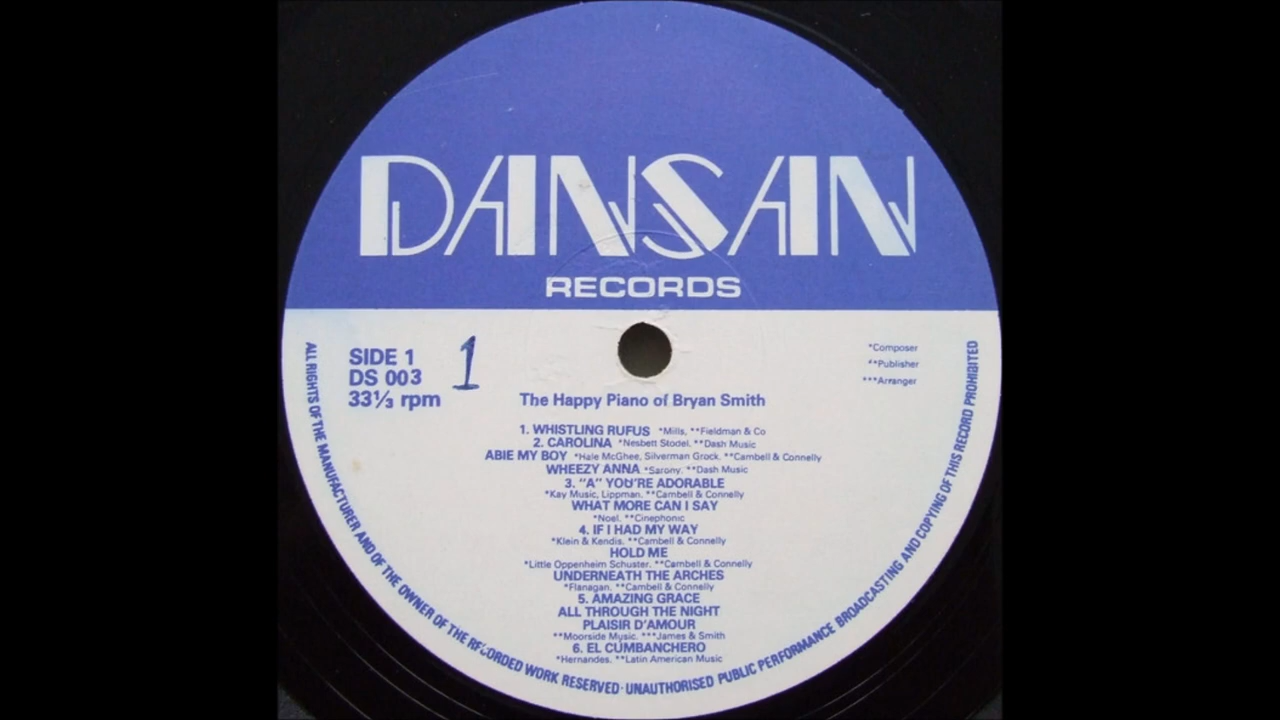 DANSAN
RECORDS
SIDE 1
DS 003
33⅓ rpm
1
*Composer
**Publisher
***Arranger
The Happy Piano of Bryan Smith
1. WHISTLING RUFUS *Mills, **Fieldman & Co
2. CAROLINA *Nesbett Stodel. **Dash Music
ABIE MY BOY *Hale McGhee, Silverman Grock. **Cambell & Connelly
WHEEZY ANNA *Sarony. **Dash Music
3. "A" YOU'RE ADORABLE
*Kay Music, Lippman. **Cambell & Connelly
WHAT MORE CAN I SAY
*Noel. **Cinephonic
4. IF I HAD MY WAY
*Klein & Kendis. **Cambell & Connelly
HOLD ME
*Little Oppenheim Schuster. **Cambell & Connelly
UNDERNEATH THE ARCHES
*Flanagan. **Cambell & Connelly
5. AMAZING GRACE
ALL THROUGH THE NIGHT
PLAISIR D'AMOUR
**Moorside Music. ***James & Smith
6. EL CUMBANCHERO
*Hernandes. **Latin American Music
ALL RIGHTS OF THE MANUFACTURER AND OF THE OWNER OF THE RECORDED WORK RESERVED · UNAUTHORISED PUBLIC PERFORMANCE BROADCASTING AND COPYING OF THIS RECORD PROHIBITED